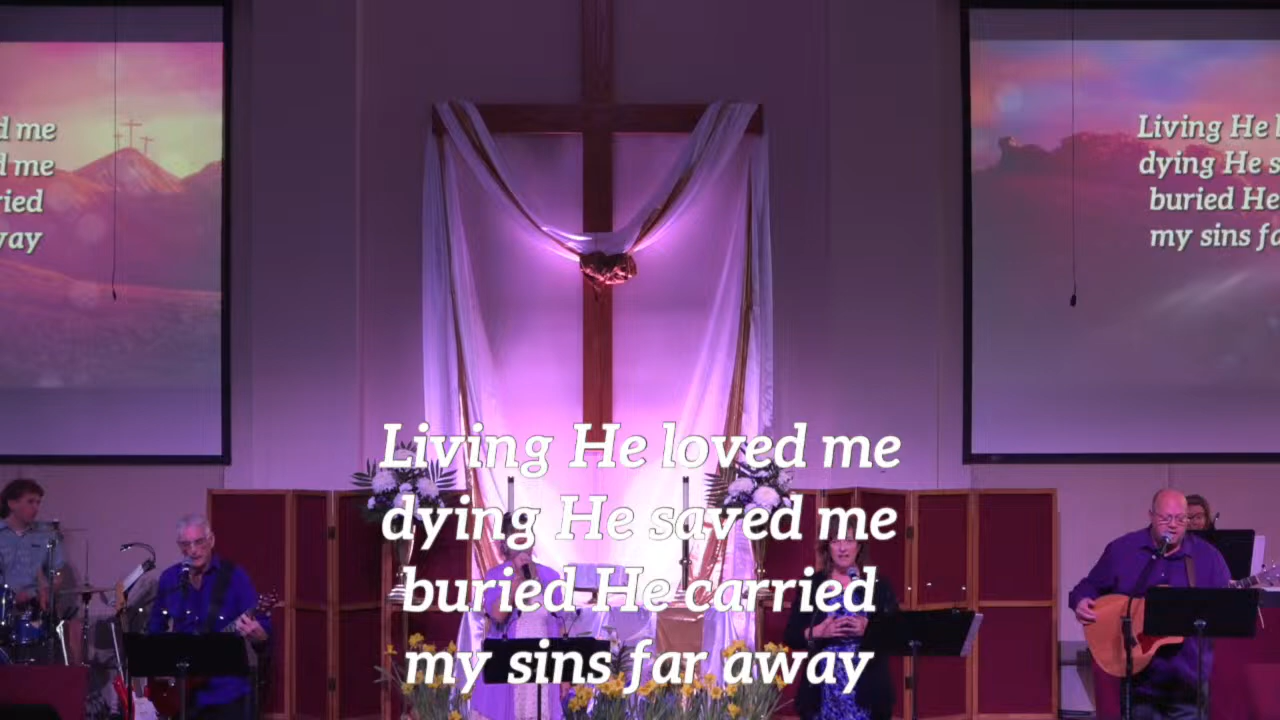 d me
d me
ried
way
Living He l
dying He s
buried He
my sins fa
Living He loved me
dying He saved me
buried He carried
my sins far away